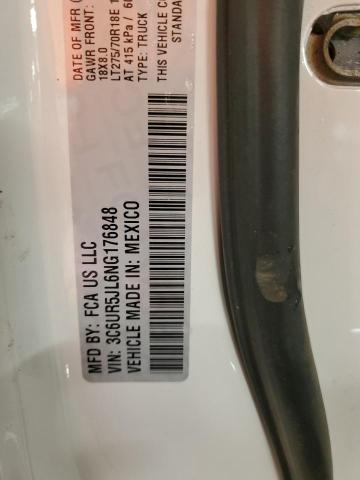 MFD BY: FCA US LLC
VIN: 3C6UR5JL6NG176848
VEHICLE MADE IN: MEXICO
DATE OF MFR (
GAWR FRONT:
18X8.0
LT275/70R18E
AT 415 kPa /
TYPE: TRUCK
THIS VEHICLE
STANDA